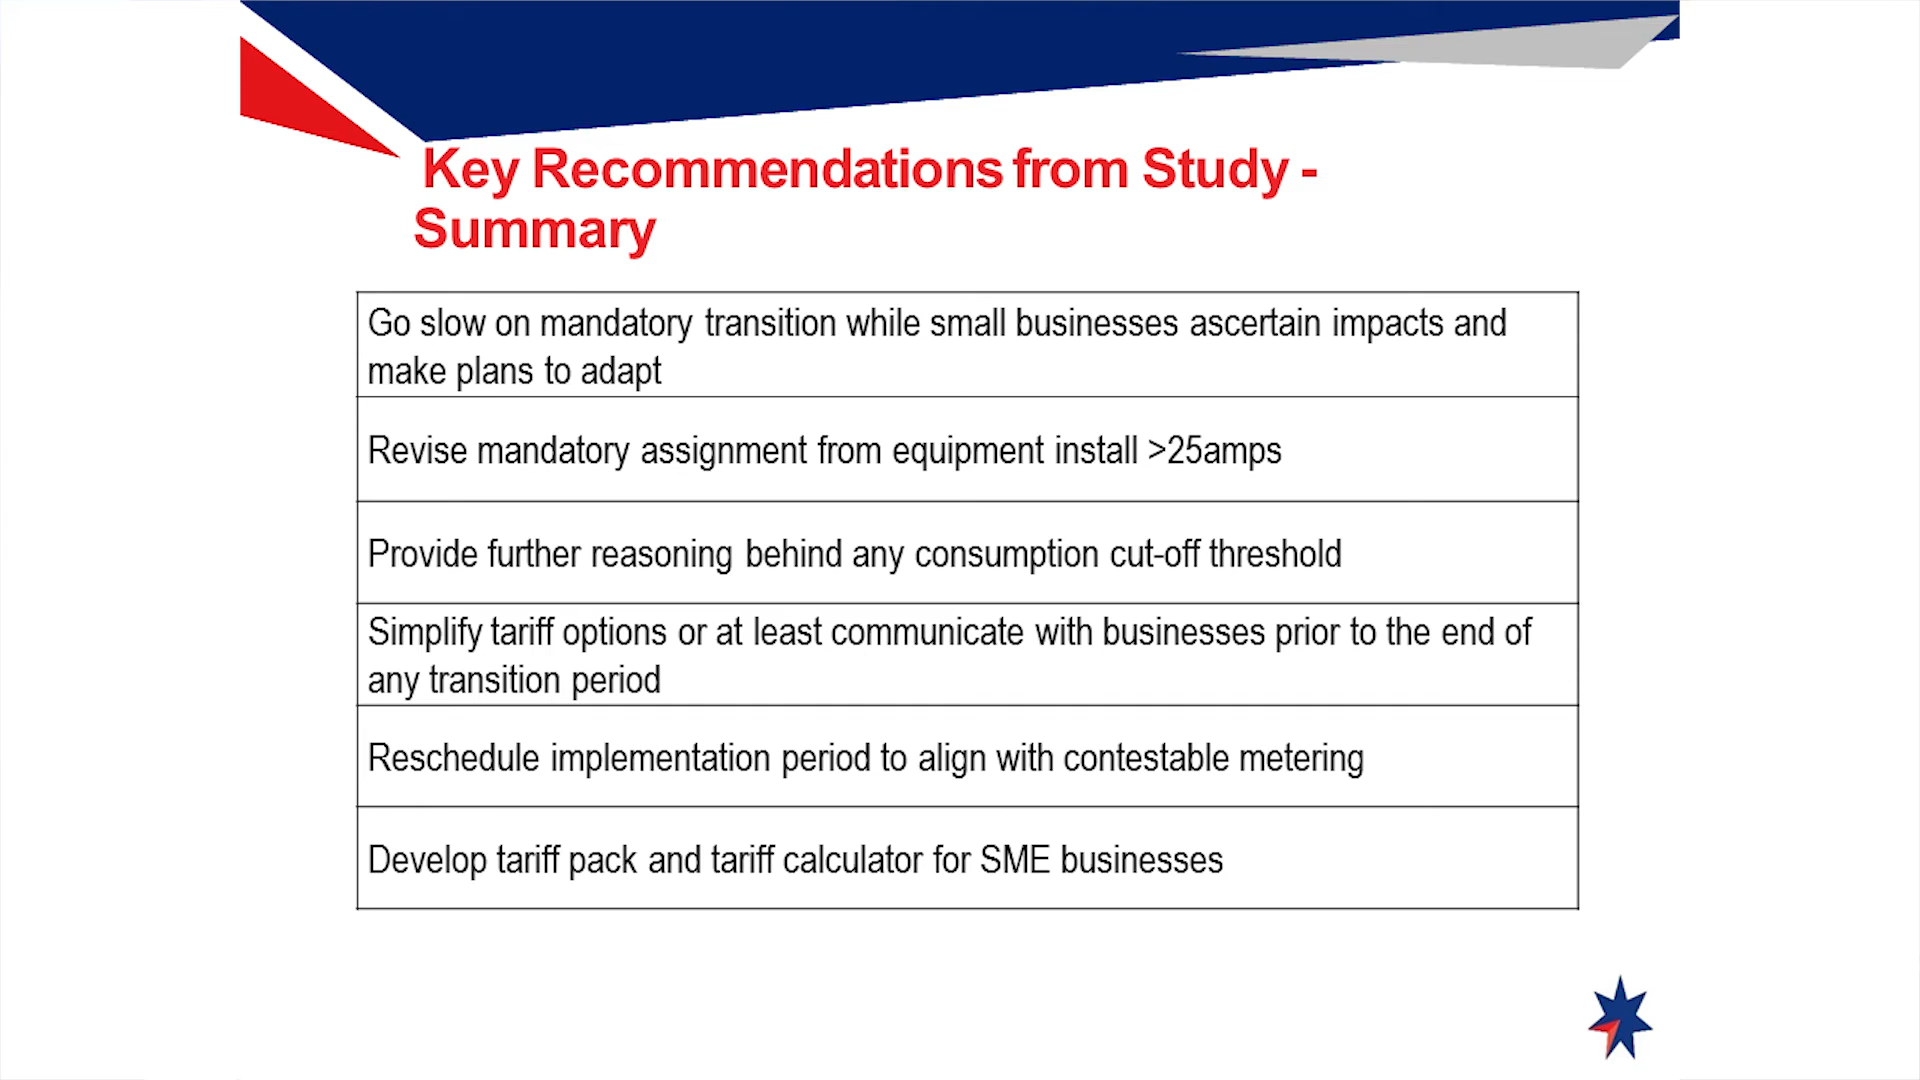 Key Recommendations from Study -
Summary
Go slow on mandatory transition while small businesses ascertain impacts and
make plans to adapt
Revise mandatory assignment from equipment install >25amps
Provide further reasoning behind any consumption cut-off threshold
Simplify tariff options or at least communicate with businesses prior to the end of
any transition period
Reschedule implementation period to align with contestable metering
Develop tariff pack and tariff calculator for SME businesses